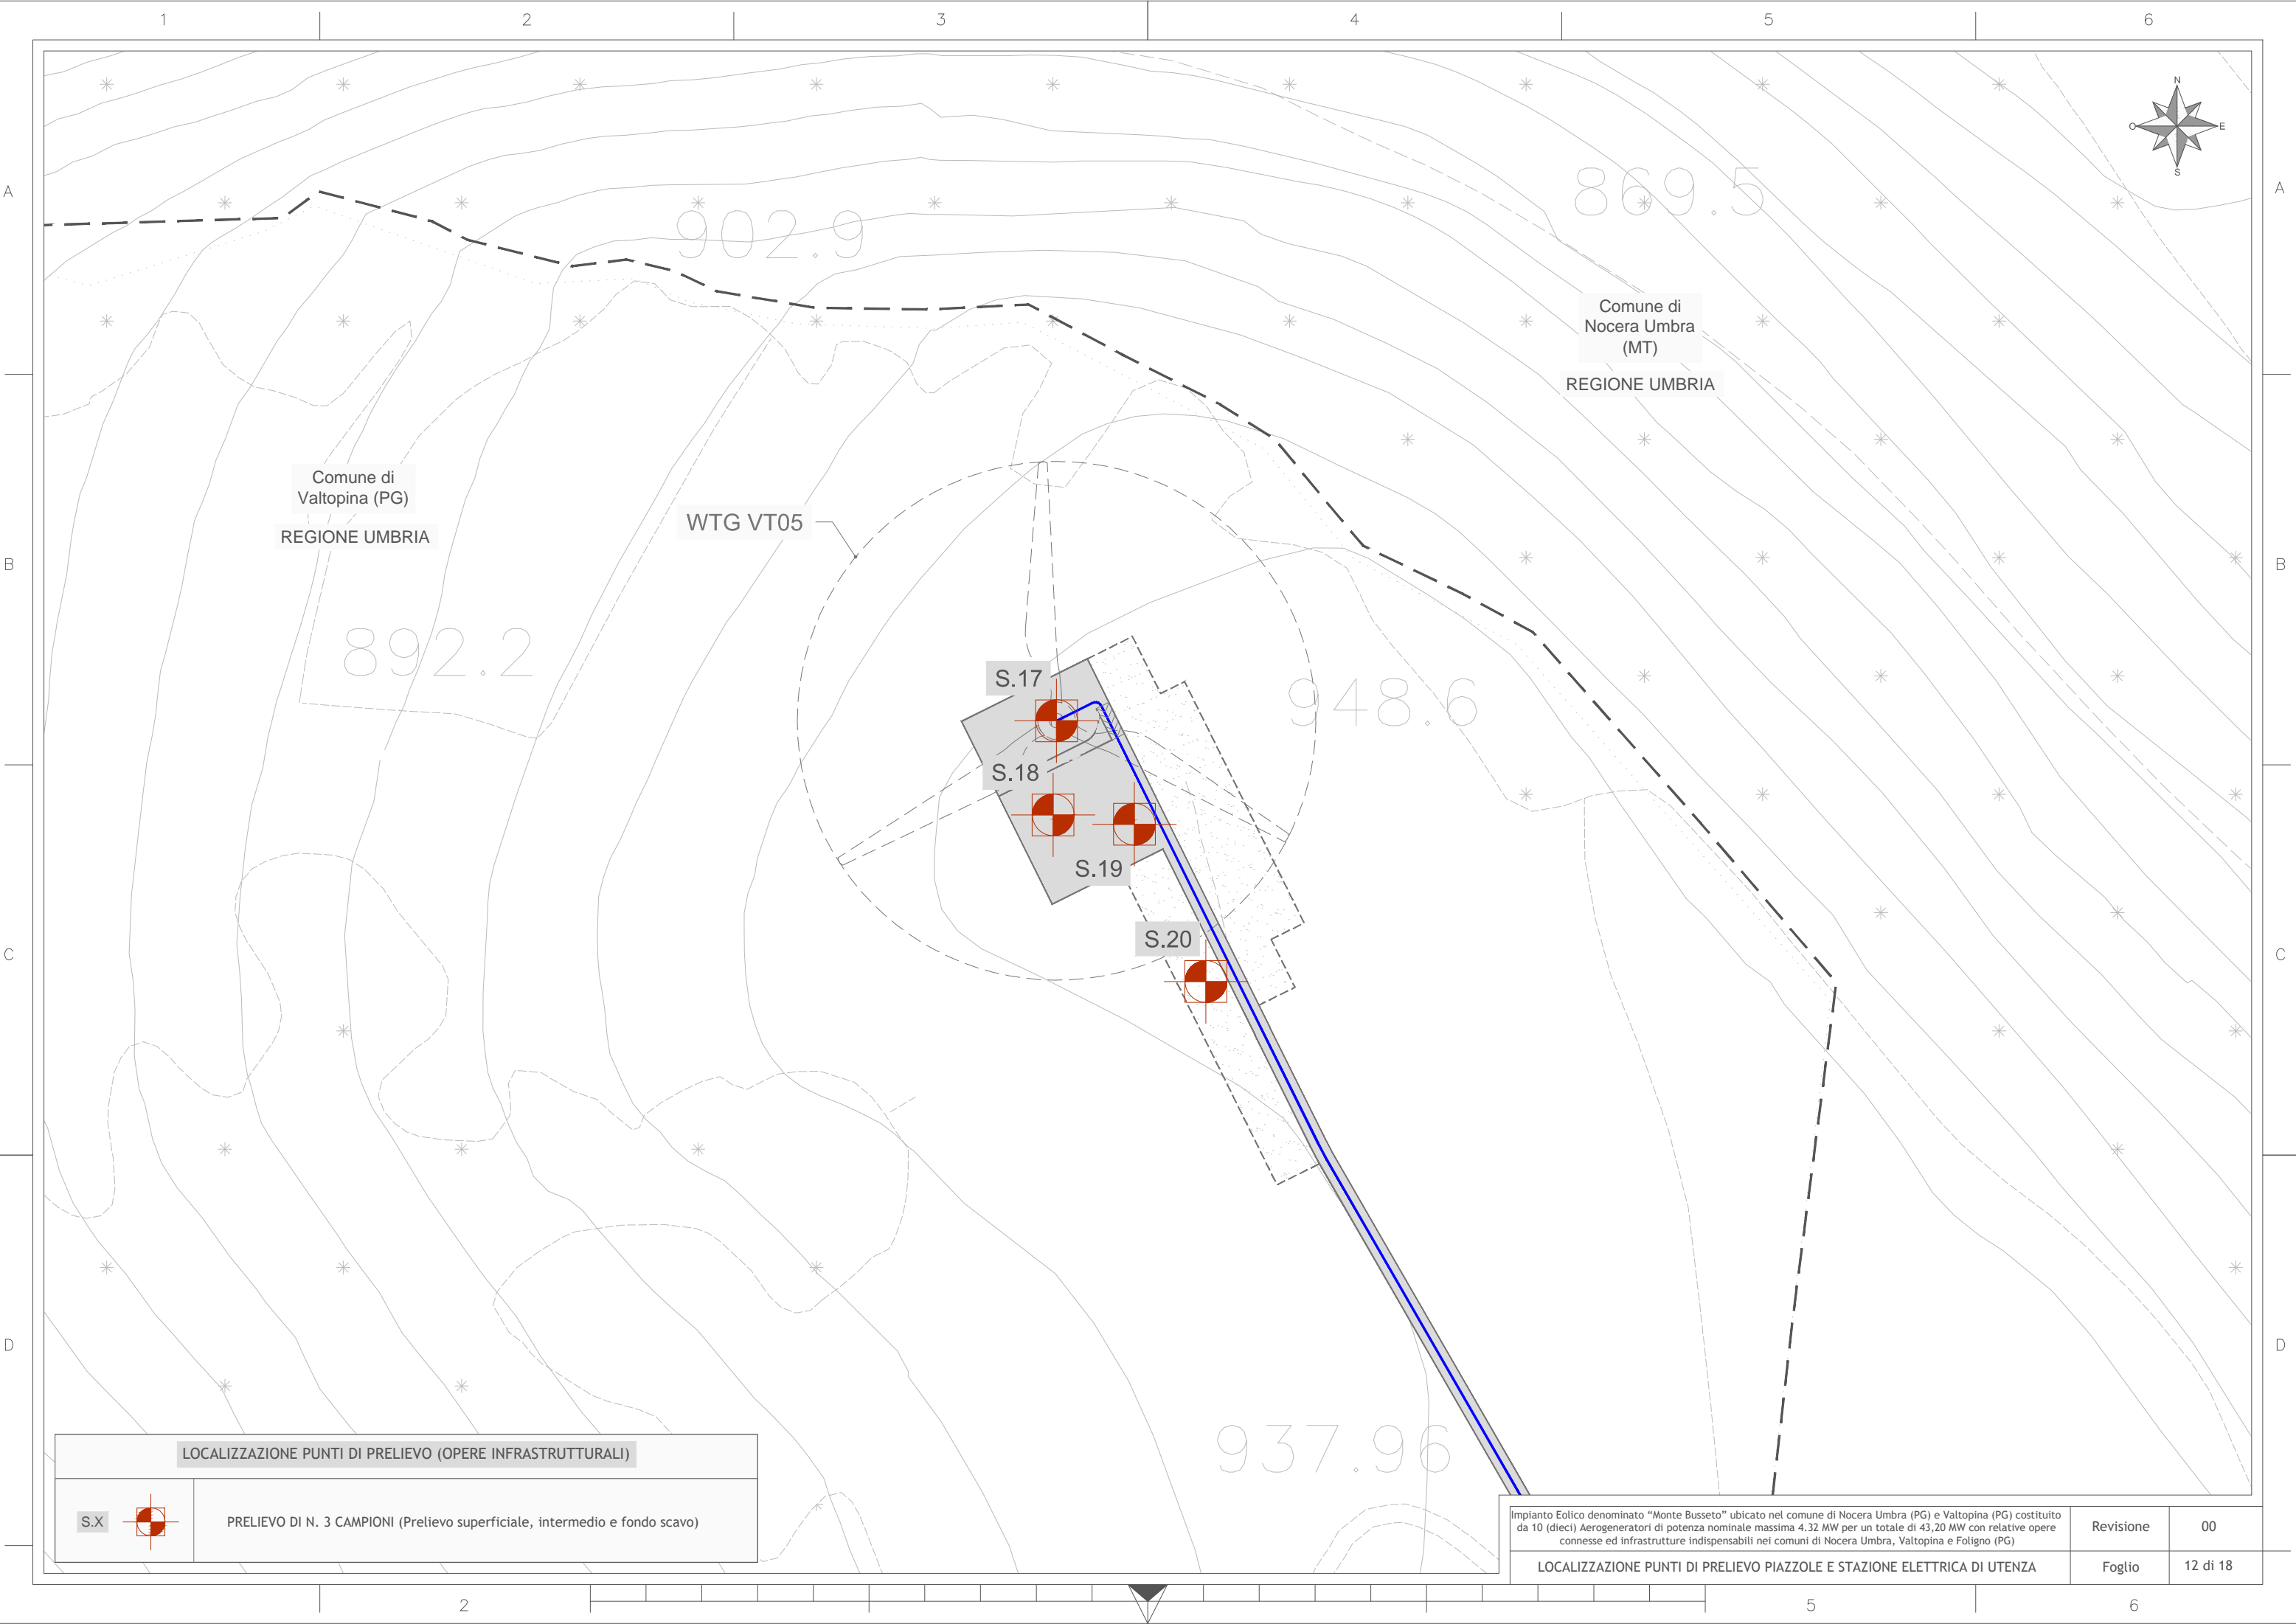 1 2 3 4 5 6
N
O E
S
A A
902.9
869.5
Comune di
Nocera Umbra
(MT)
REGIONE UMBRIA
Comune di
Valtopina (PG)
REGIONE UMBRIA
WTG VT05
B B
892.2
948.6
S.17
S.18
S.19
S.20
C C
D D
937.96
LOCALIZZAZIONE PUNTI DI PRELIEVO (OPERE INFRASTRUTTURALI)
S.X
PRELIEVO DI N. 3 CAMPIONI (Prelievo superficiale, intermedio e fondo scavo)
Impianto Eolico denominato “Monte Busseto” ubicato nel comune di Nocera Umbra (PG) e Valtopina (PG) costituito
da 10 (dieci) Aerogeneratori di potenza nominale massima 4.32 MW per un totale di 43,20 MW con relative opere
connesse ed infrastrutture indispensabili nei comuni di Nocera Umbra, Valtopina e Foligno (PG)
Revisione 00
LOCALIZZAZIONE PUNTI DI PRELIEVO PIAZZOLE E STAZIONE ELETTRICA DI UTENZA
Foglio 12 di 18
2 5 6